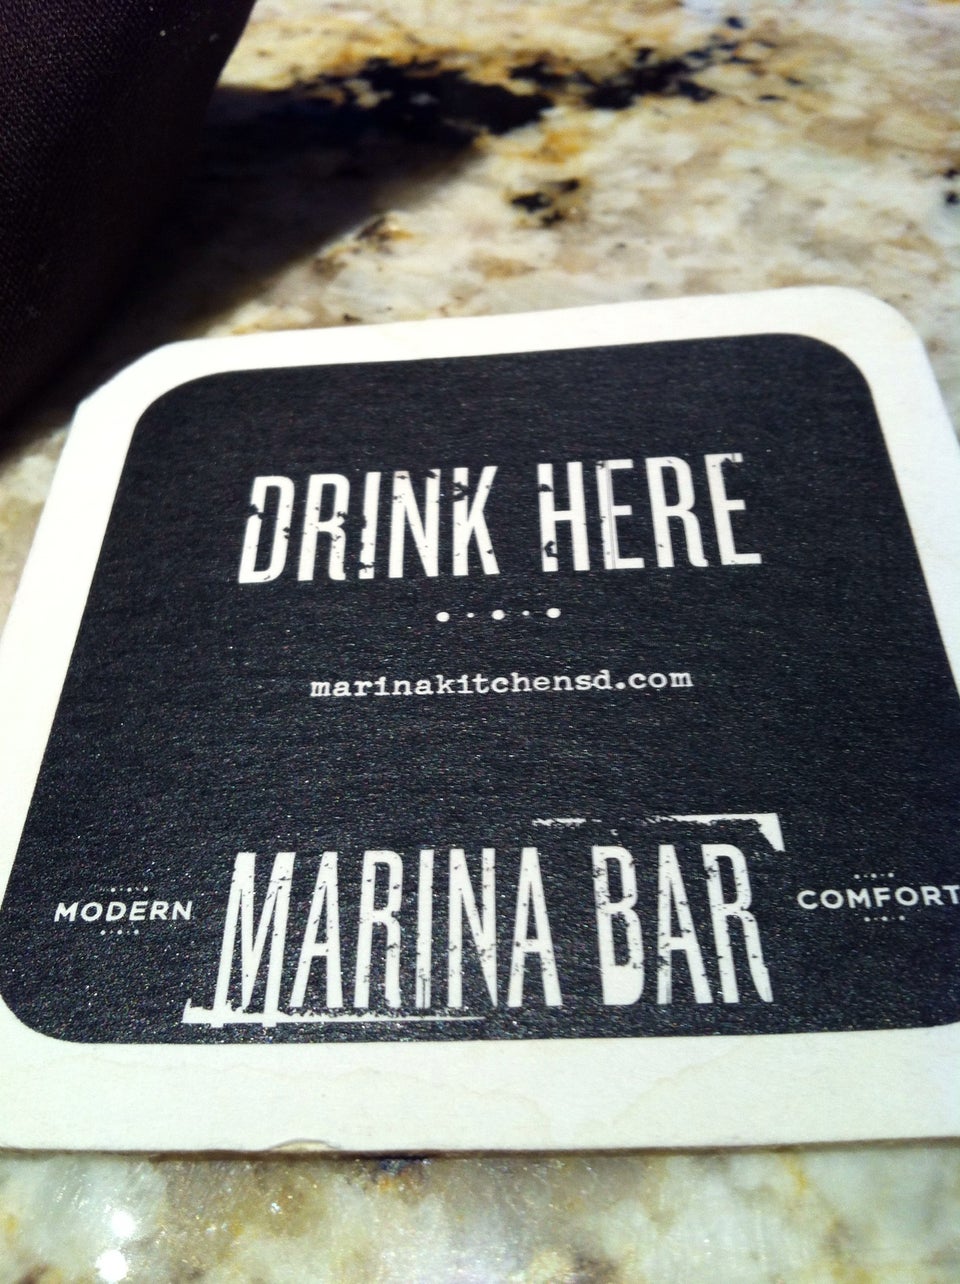 DRINK HERE
marinakitchensd.com
MODERN MARINA BAR COMFORT